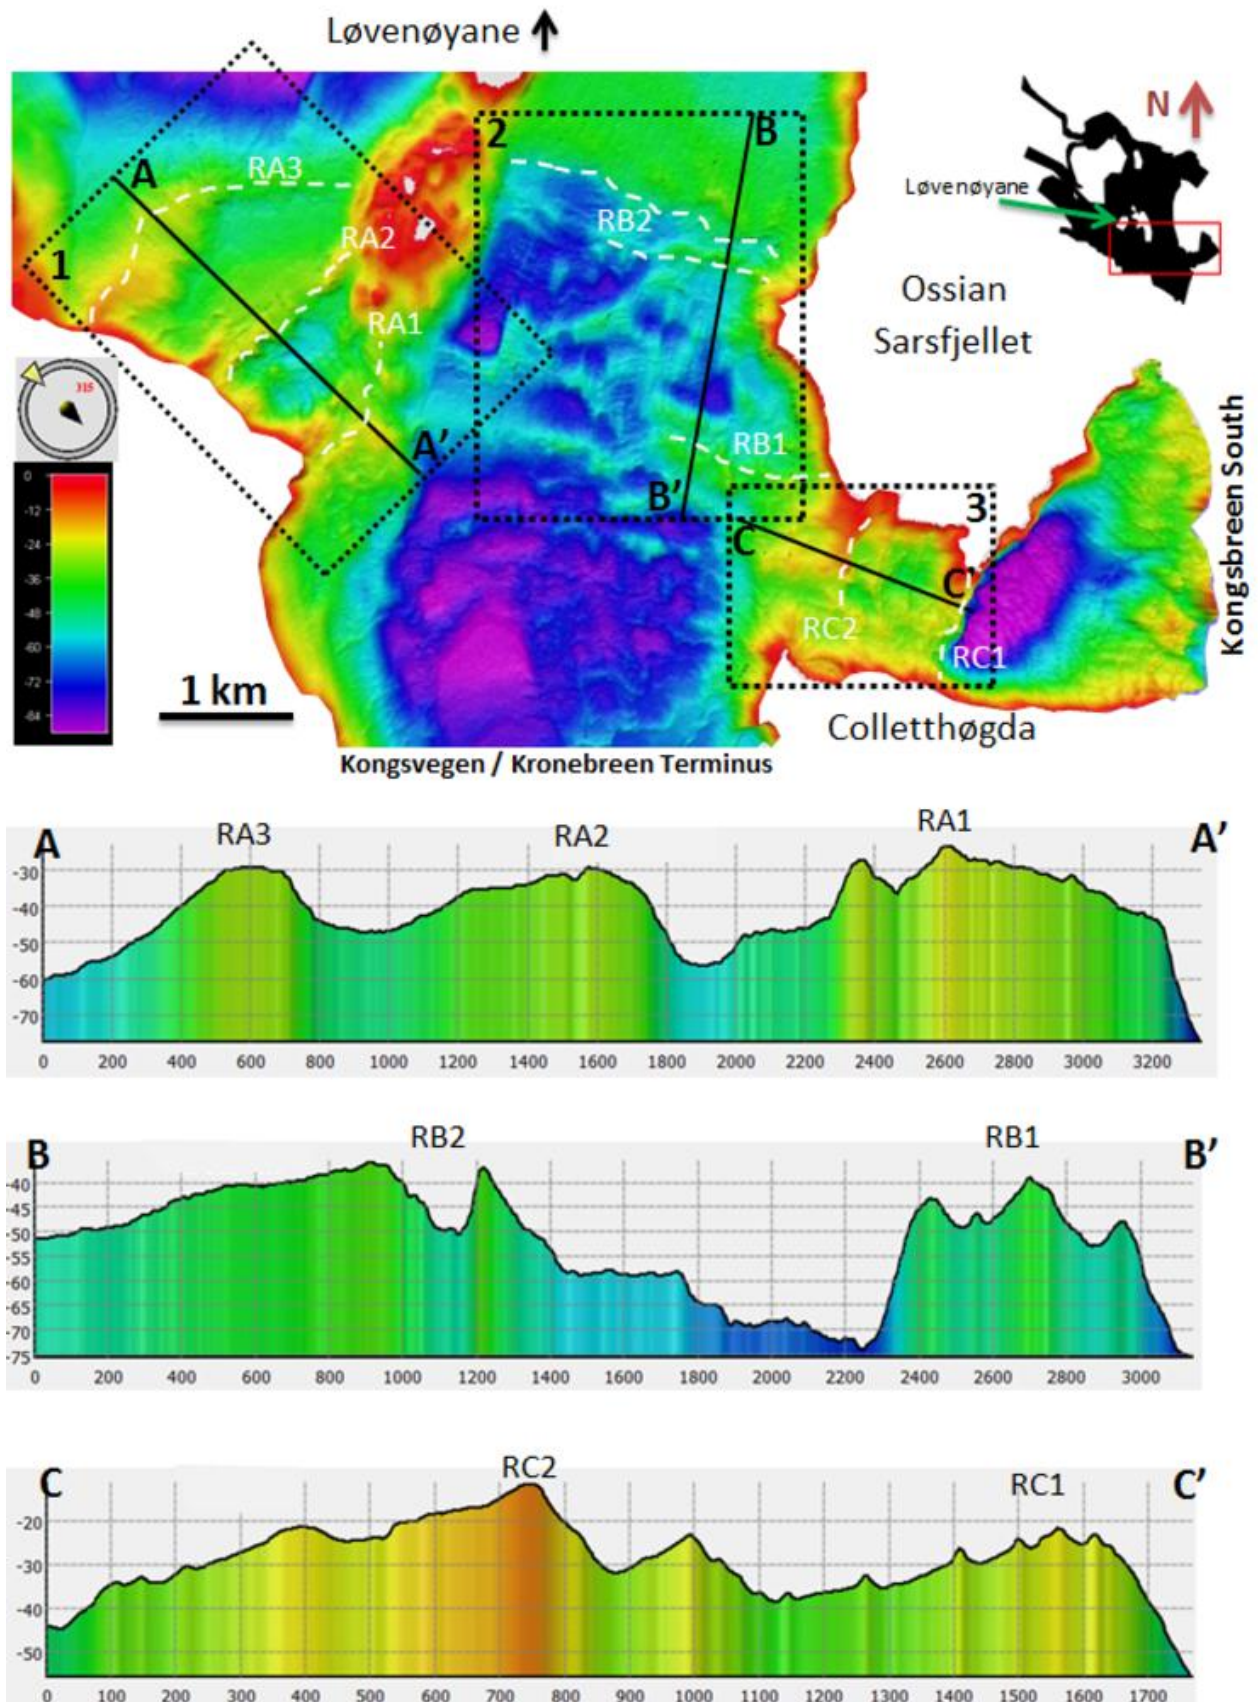 Løvenøyane
N
Løvenøyane
Ossian
Sarsfjellet
Kongsbreen South
Colletthøgda
Kongsvegen / Kronebreen Terminus
1 km
1
2
3
A
A'
B
B'
C
C'
RA3
RA2
RA1
RB2
RB1
RC2
RC1
315
0
-12
-24
-36
-48
-60
-72
-84
A RA3 RA2 RA1 A'
-30
-40
-50
-60
-70
0 200 400 600 800 1000 1200 1400 1600 1800 2000 2200 2400 2600 2800 3000 3200
B RB2 RB1 B'
-40
-45
-50
-55
-60
-65
-70
-75
0 200 400 600 800 1000 1200 1400 1600 1800 2000 2200 2400 2600 2800 3000
C RC2 RC1 C'
-20
-30
-40
-50
0 100 200 300 400 500 600 700 800 900 1000 1100 1200 1300 1400 1500 1600 1700